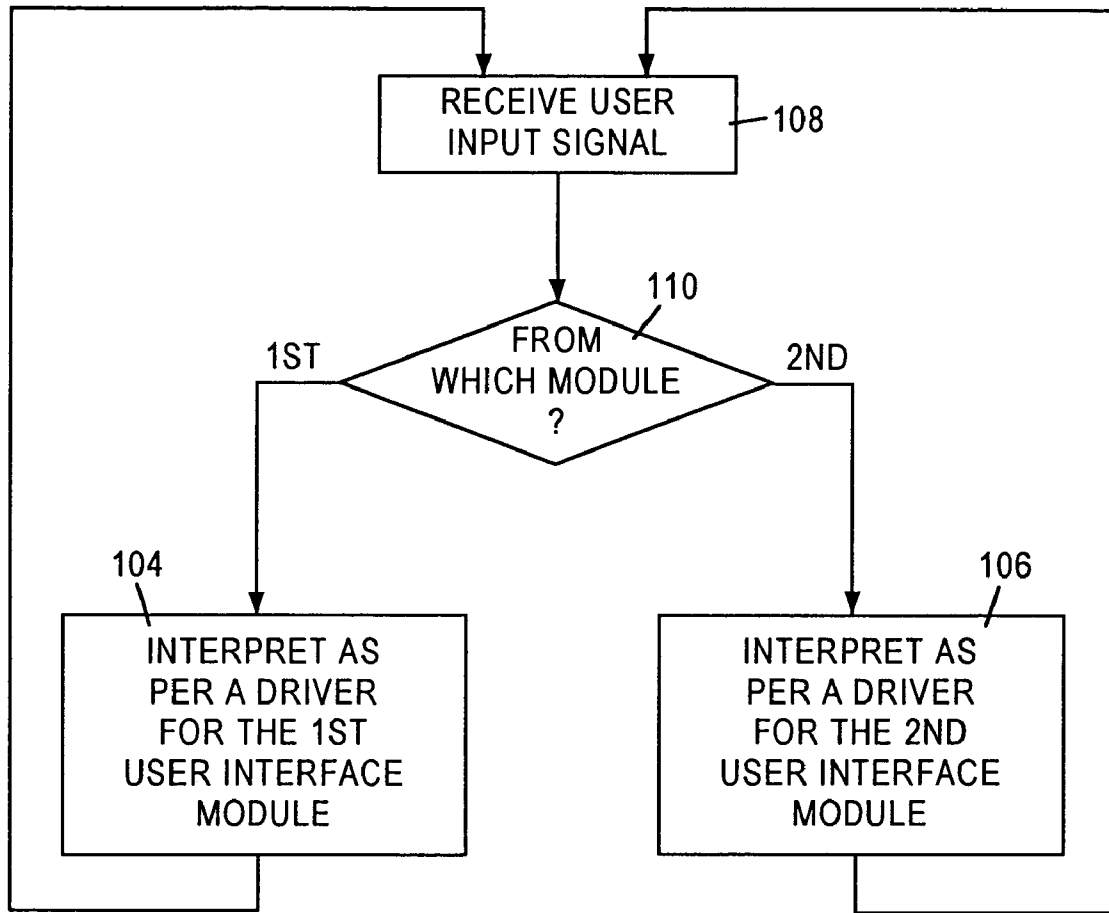 RECEIVE USER
INPUT SIGNAL
108
110
FROM
WHICH MODULE
?
1ST
2ND
104
INTERPRET AS
PER A DRIVER
FOR THE 1ST
USER INTERFACE
MODULE
106
INTERPRET AS
PER A DRIVER
FOR THE 2ND
USER INTERFACE
MODULE